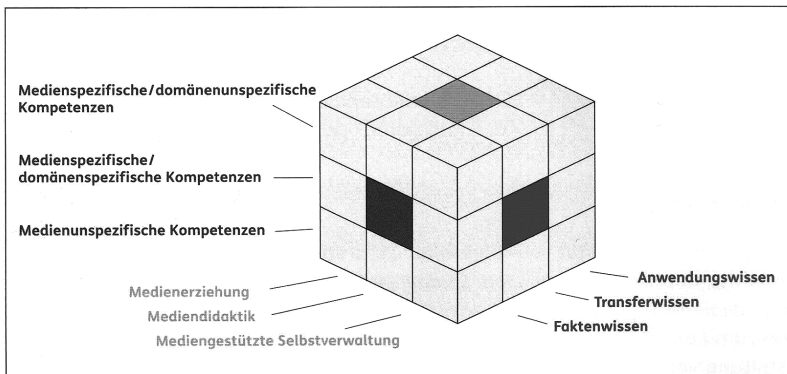 Medienspezifische/domänenunspezifische
Kompetenzen
Medienspezifische/
domänenspezifische Kompetenzen
Medienunspezifische Kompetenzen
Medienerziehung
Mediendidaktik
Mediengestützte Selbstverwaltung
Anwendungswissen
Transferwissen
Faktenwissen